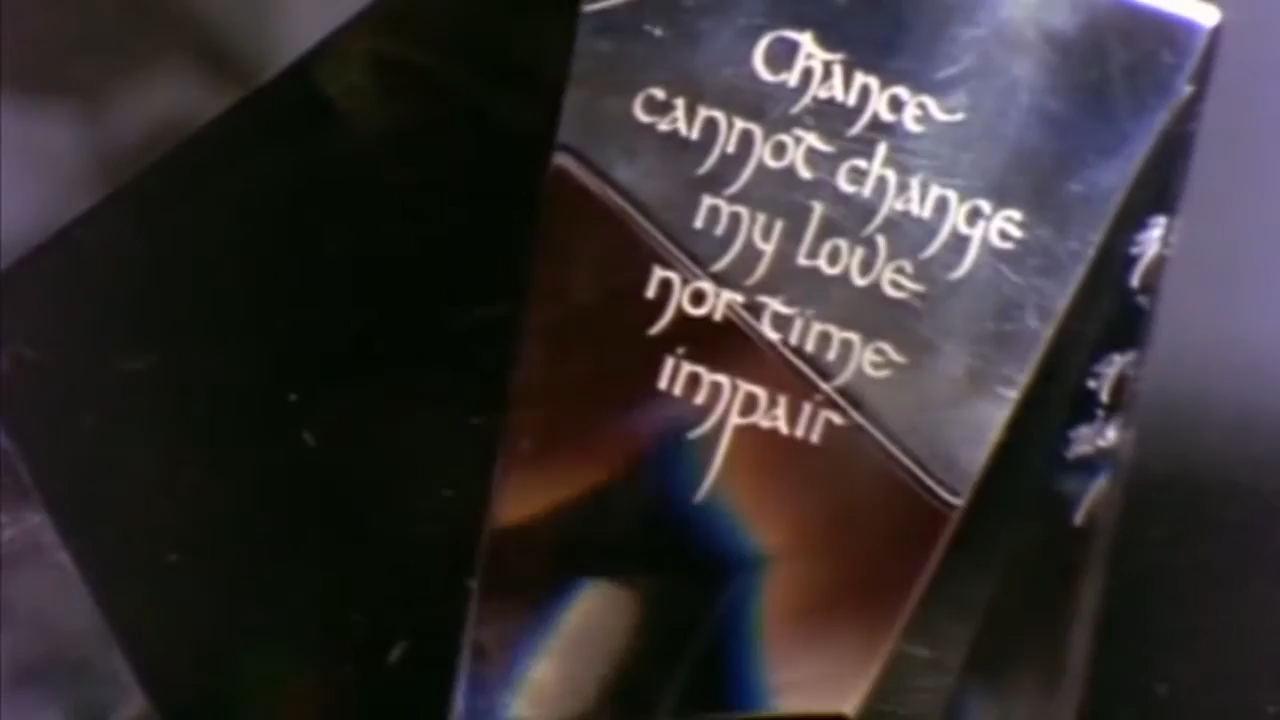 Chance
cannot change
my love
nor time
impair